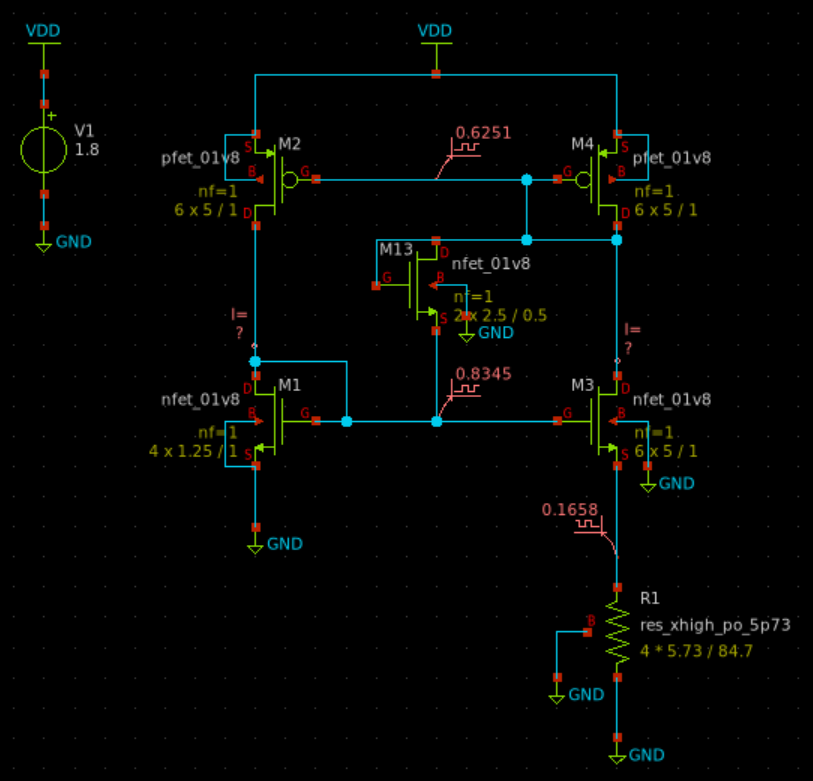 VDD
VDD
V1
1.8
+
GND
M2
pfet_01v8
S
B
G
D
nf=1
6 x 5 / 1
0.6251
M4
pfet_01v8
S
B
G
D
nf=1
6 x 5 / 1
M13
nfet_01v8
D
G
B
S
nf=1
2 x 2.5 / 0.5
GND
I=
?
I=
?
M1
nfet_01v8
D
B
G
S
nf=1
4 x 1.25 / 1
GND
0.8345
M3
nfet_01v8
D
G
B
S
nf=1
6 x 5 / 1
GND
0.1658
R1
res_xhigh_po_5p73
4 * 5.73 / 84.7
B
GND
GND